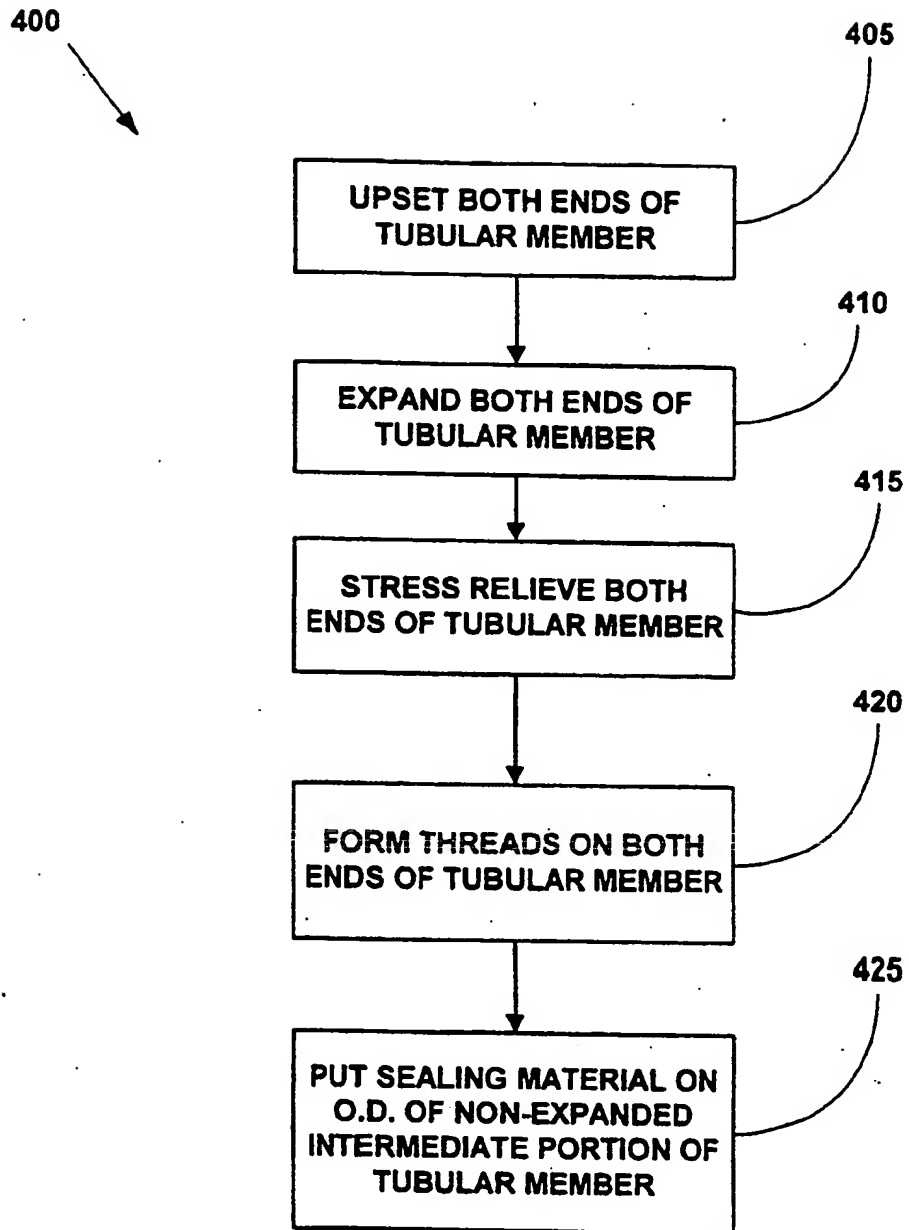 400
405
UPSET BOTH ENDS OF
TUBULAR MEMBER
410
EXPAND BOTH ENDS OF
TUBULAR MEMBER
415
STRESS RELIEVE BOTH
ENDS OF TUBULAR MEMBER
420
FORM THREADS ON BOTH
ENDS OF TUBULAR MEMBER
425
PUT SEALING MATERIAL ON
O.D. OF NON-EXPANDED
INTERMEDIATE PORTION OF
TUBULAR MEMBER